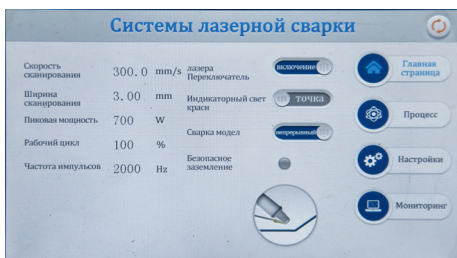 Системы лазерной сварки
Скорость
сканирования
300.0 mm/s
лазера
Переключатель
включение
Главная
страница
Ширина
сканирования
3.00 mm
Индикаторный свет
красн
точка
Процесс
Пиковая мощность
700 W
Сварка модел
непрерывный
Рабочий цикл
100 %
Безопасное
заземление
Настройки
Частота импульсов
2000 Hz
Мониторинг